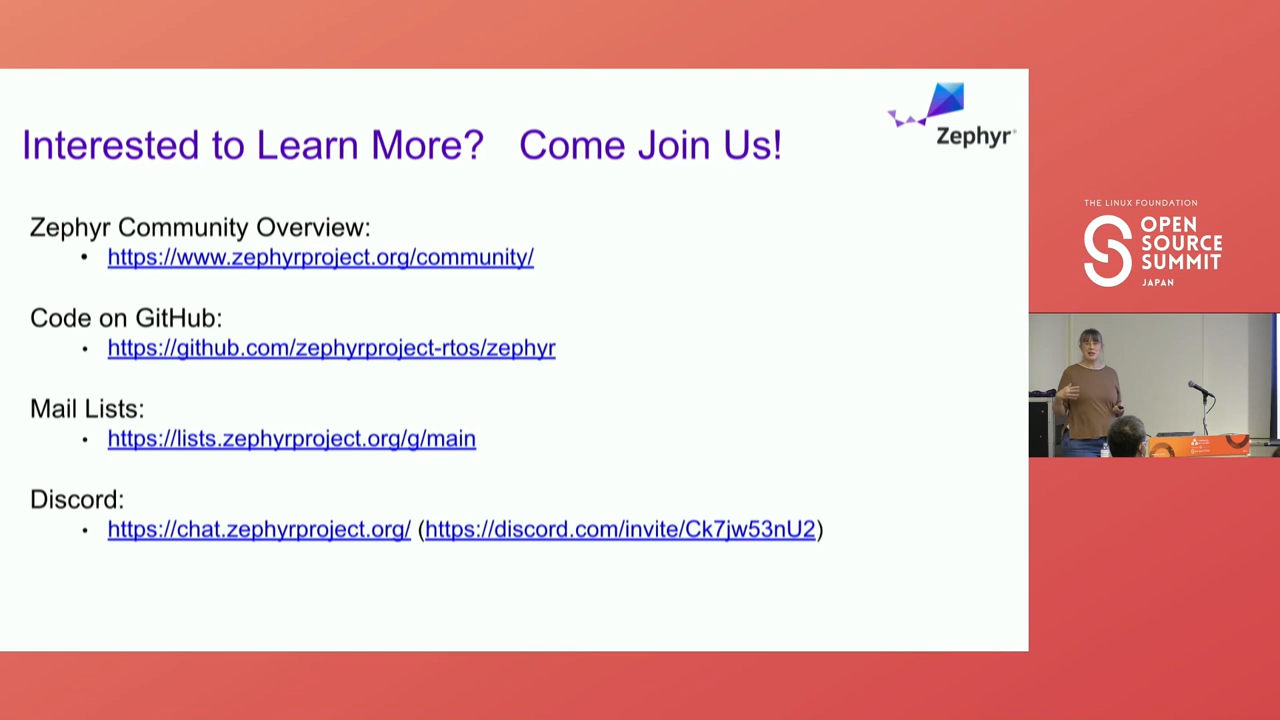 Interested to Learn More? Come Join Us!
Zephyr
Zephyr Community Overview:
• https://www.zephyrproject.org/community/
Code on GitHub:
• https://github.com/zephyrproject-rtos/zephyr
Mail Lists:
• https://lists.zephyrproject.org/g/main
Discord:
• https://chat.zephyrproject.org/ (https://discord.com/invite/Ck7jw53nU2)
THE LINUX FOUNDATION
OPEN
SOURCE
SUMMIT
JAPAN